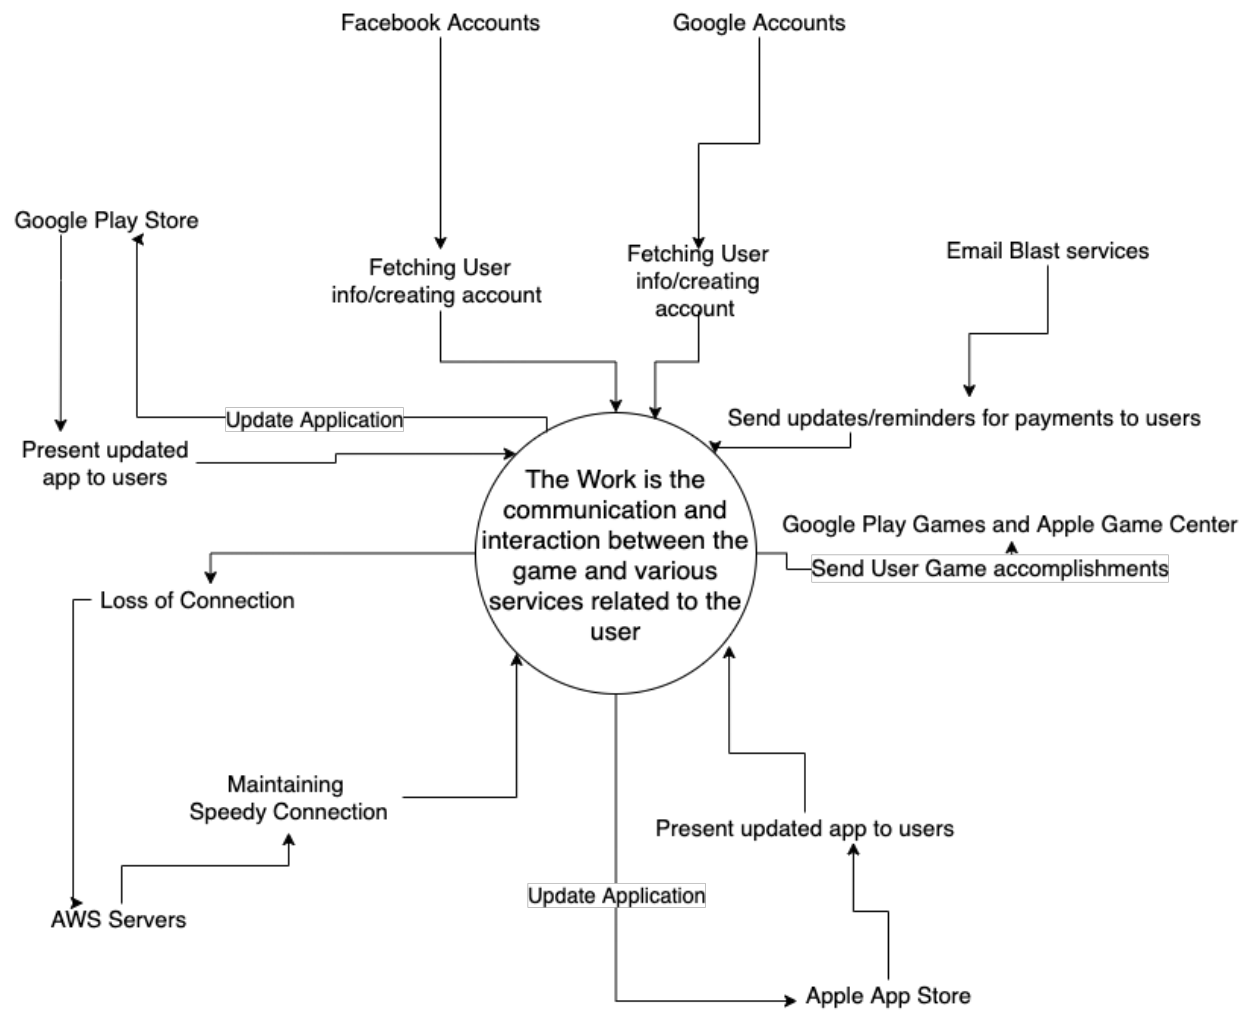 Facebook Accounts
Google Accounts
Google Play Store
Fetching User
info/creating account
Fetching User
info/creating
account
Email Blast services
Update Application
Send updates/reminders for payments to users
Present updated
app to users
The Work is the
communication and
interaction between the
game and various
services related to the
user
Google Play Games and Apple Game Center
Send User Game accomplishments
Loss of Connection
Maintaining
Speedy Connection
Present updated app to users
Update Application
AWS Servers
Apple App Store